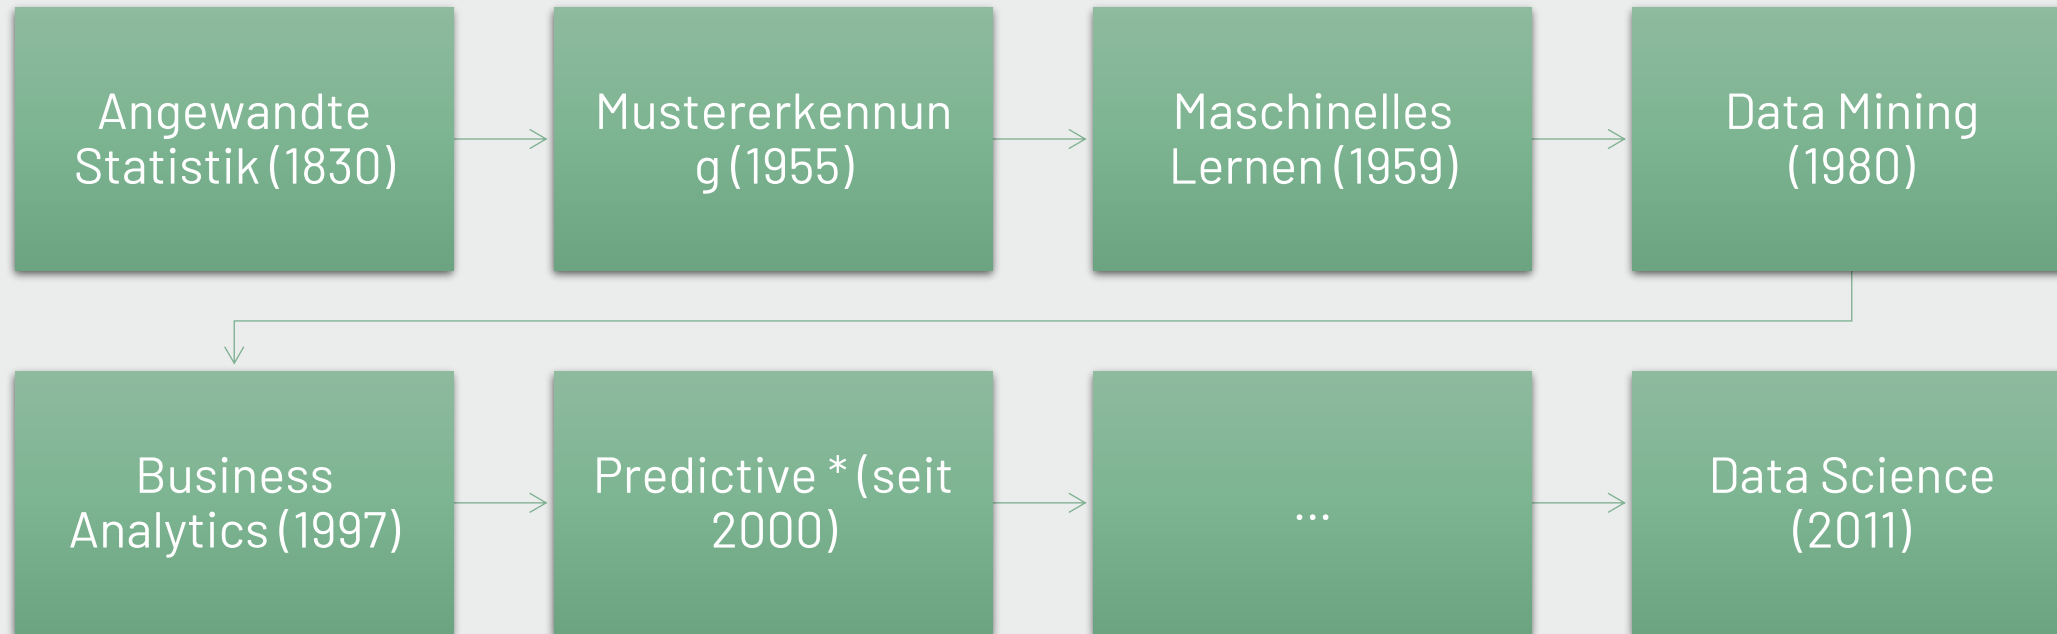 Angewandte
Statistik (1830)
Mustererkennun
g (1955)
Maschinelles
Lernen (1959)
Data Mining
(1980)
Business
Analytics (1997)
Predictive * (seit
2000)
...
Data Science
(2011)